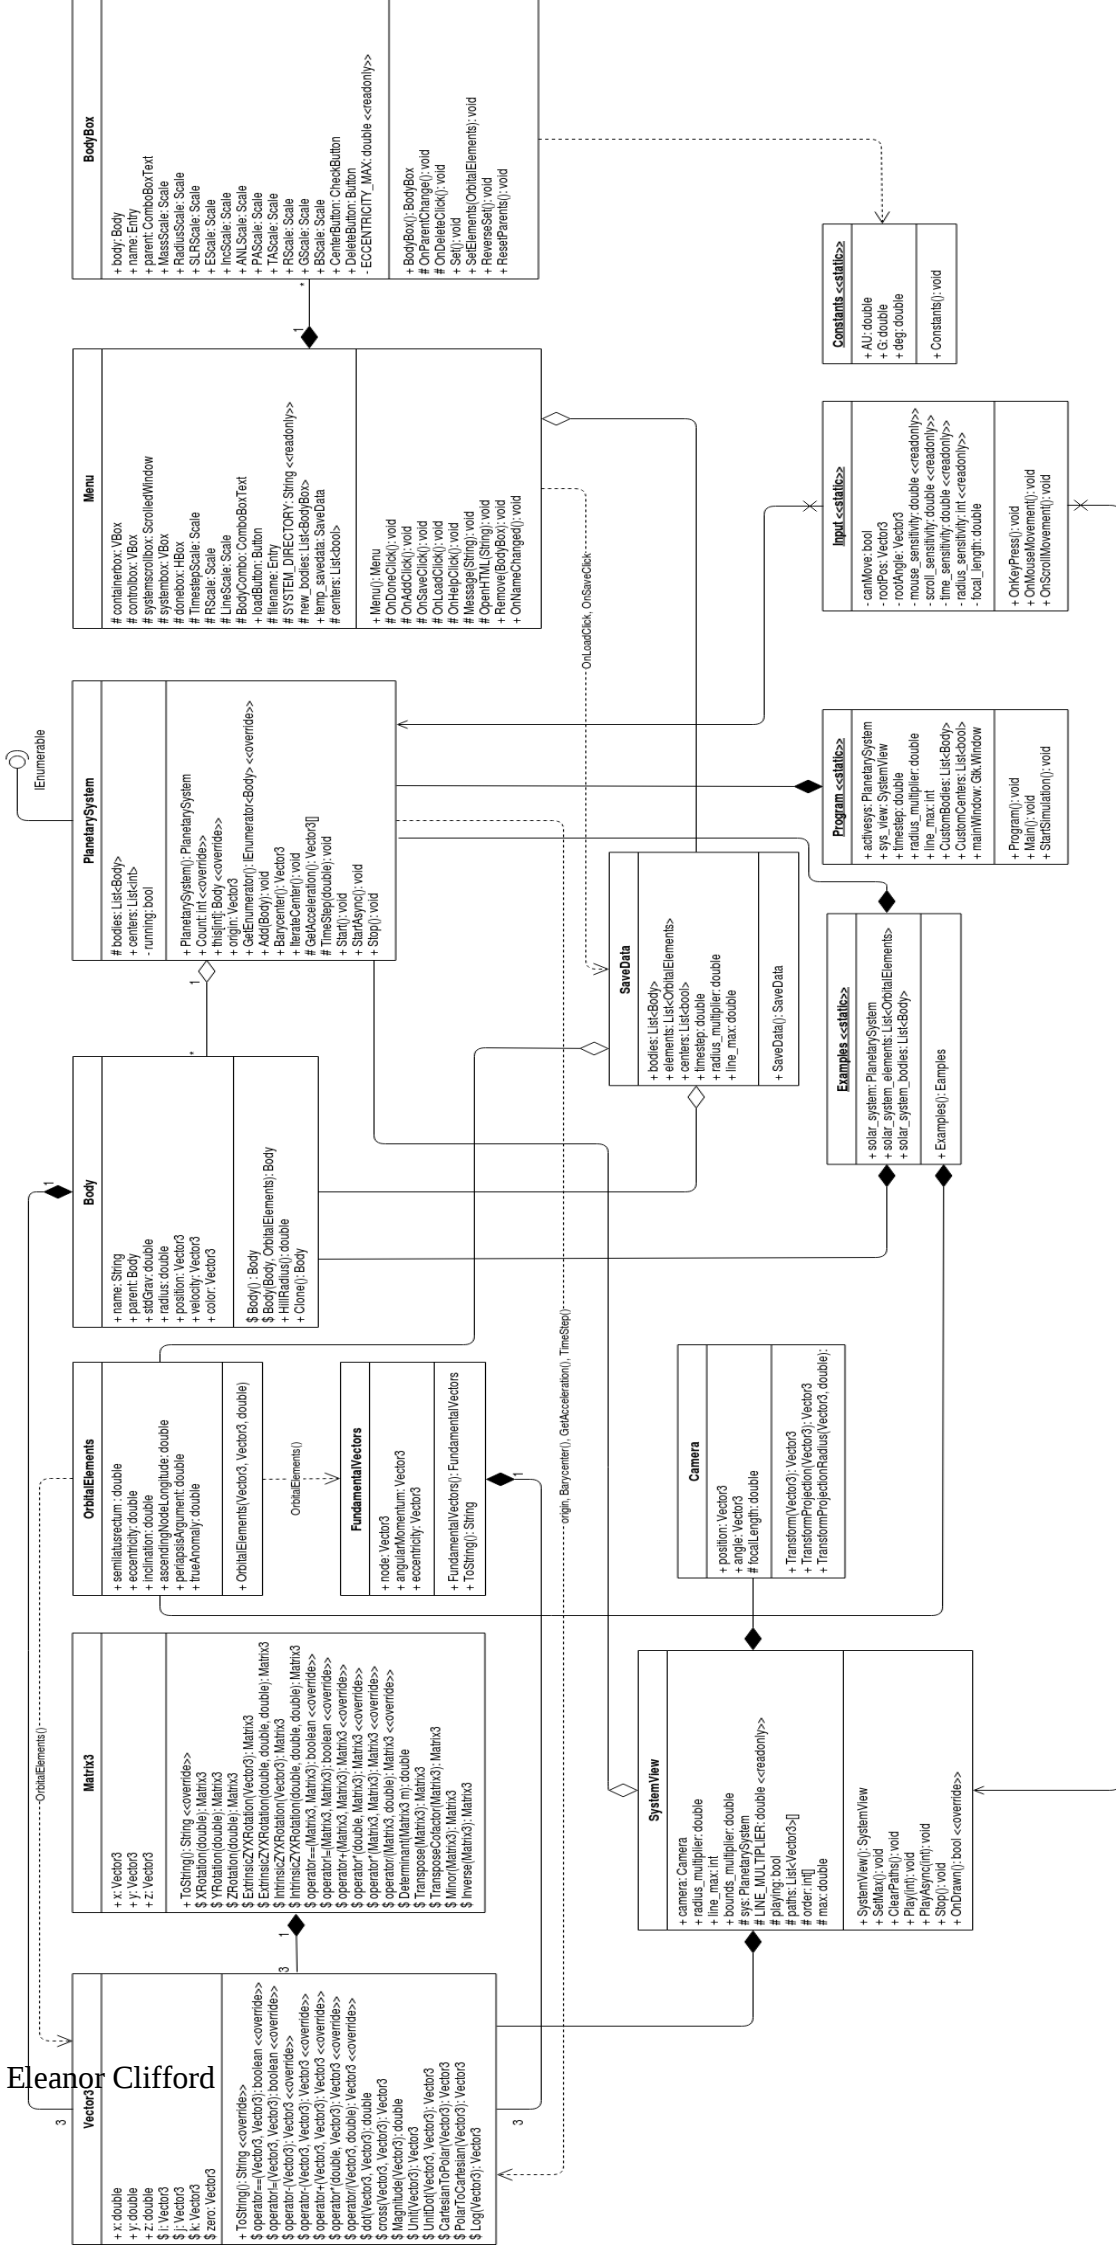 BodyBox
+ body: Body
+ name: Entry
+ parent: ComboBoxText
+ MassScale: Scale
+ RadiusScale: Scale
+ SLRScale: Scale
+ EScale: Scale
+ IncScale: Scale
+ ANLScale: Scale
+ PAScale: Scale
+ TAScale: Scale
+ RScale: Scale
+ GScale: Scale
+ BScale: Scale
+ CenterButton: CheckButton
+ DeleteButton: Button
- ECCENTRICITY_MAX: double <<readonly>>
+ BodyBox(): BodyBox
# OnParentChange(): void
# OnDeleteClick(): void
+ Set(): void
+ SetElements(OrbitalElements): void
+ ReverseSet(): void
+ ResetParents(): void
*
1
Menu
# containerbox: VBox
# controlbox: VBox
# systemscrollbox: ScrolledWindow
# systembox: VBox
# donebox: HBox
# TimestepScale: Scale
# RScale: Scale
# LineScale: Scale
# BodyCombo: ComboBoxText
+ loadButton: Button
# filename: Entry
# SYSTEM_DIRECTORY: String <<readonly>>
# new_bodies: List<BodyBox>
+ temp_savedata: SaveData
# centers: List<bool>
+ Menu(): Menu
# OnDoneClick(): void
# OnAddClick(): void
# OnSaveClick(): void
# OnLoadClick(): void
# OnHelpClick(): void
# Message(String): void
# OpenHTML(String): void
+ Remove(BodyBox): void
+ OnNameChanged(): void
Constants <<static>>
+ AU: double
+ G: double
+ deg: double
+ Constants(): void
Input <<static>>
- canMove: bool
- rootPos: Vector3
- rootAngle: Vector3
- mouse_sensitivity: double <<readonly>>
- scroll_sensitivity: double <<readonly>>
- time_sensitivity: double <<readonly>>
- radius_sensitivity: int <<readonly>>
- focal_length: double
+ OnKeyPress(): void
+ OnMouseMovement(): void
+ OnScrollMovement(): void
OnLoadClick, OnSaveClick
IEnumerable
PlanetarySystem
# bodies: List<Body>
+ centers: List<int>
- running: bool
+ PlanetarySystem(): PlanetarySystem
+ Count: int <<override>>
+ this[int]: Body <<override>>
+ origin: Vector3
+ GetEnumerator(): IEnumerator<Body> <<override>>
+ Add(Body): void
+ Barycenter(): Vector3
+ IterateCenter(): void
# GetAcceleration(): Vector3[]
# TimeStep(double): void
+ Start(): void
+ StartAsync(): void
+ Stop(): void
Program <<static>>
+ activesys: PlanetarySystem
+ sys_view: SystemView
+ timestep: double
+ radius_multiplier: double
+ line_max: int
+ CustomBodies: List<Body>
+ CustomCenters: List<bool>
+ mainWindow: Gtk.Window
+ Program(): void
+ Main(): void
+ StartSimulation(): void
SaveData
+ bodies: List<Body>
+ elements: List<OrbitalElements>
+ centers: List<bool>
+ timestep: double
+ radius_multiplier: double
+ line_max: double
+ SaveData(): SaveData
Examples <<static>>
+ solar_system: PlanetarySystem
+ solar_system_elements: List<OrbitalElements>
+ solar_system_bodies: List<Body>
+ Examples(): Eamples
1
*
1
Body
+ name: String
+ parent: Body
+ stdGrav: double
+ radius: double
+ position: Vector3
+ velocity: Vector3
+ color: Vector3
$ Body() : Body
$ Body(Body, OrbitalElements): Body
+ HillRadius(): double
+ Clone(): Body
OrbitalElements
+ semilatusrectum : double
+ eccentricity: double
+ inclination: double
+ ascendingNodeLongitude: double
+ periapsisArgument: double
+ trueAnomaly: double
+ OrbitalElements(Vector3, Vector3, double)
OrbitalElements()
FundamentalVectors
+ node: Vector3
+ angularMomentum: Vector3
+ eccentricity: Vector3
+ FundamentalVectors(): FundamentalVectors
+ ToString(): String
1
origin, Barycenter(), GetAcceleration(), TimeStep()
Camera
+ position: Vector3
+ angle: Vector3
# focalLength: double
+ Transform(Vector3): Vector3
+ TransformProjection(Vector3): Vector3
+ TransformProjectionRadius(Vector3, double):
OrbitalElements()
Matrix3
+ x: Vector3
+ y: Vector3
+ z: Vector3
+ ToString(): String <<override>>
$ XRotation(double): Matrix3
$ YRotation(double): Matrix3
$ ZRotation(double): Matrix3
$ ExtrinsicZYXRotation(Vector3): Matrix3
$ ExtrinsicZYXRotation(double, double, double): Matrix3
$ IntrinsicZYXRotation(Vector3): Matrix3
$ IntrinsicZYXRotation(double, double, double): Matrix3
$ operator==(Matrix3, Matrix3): boolean <<override>>
$ operator!=(Matrix3, Matrix3): boolean <<override>>
$ operator+(Matrix3, Matrix3): Matrix3 <<override>>
$ operator*(double, Matrix3): Matrix3 <<override>>
$ operator*(Matrix3, Matrix3): Matrix3 <<override>>
$ operator/(Matrix3, double): Matrix3 <<override>>
$ Determinant(Matrix3 m): double
$ Transpose(Matrix3): Matrix3
$ TransposeCofactor(Matrix3): Matrix3
$ Minor(Matrix3): Matrix3
$ Inverse(Matrix3): Matrix3
1
3
SystemView
+ camera: Camera
+ radius_multiplier: double
+ line_max: int
+ bounds_multiplier: double
# sys: PlanetarySystem
# LINE_MULTIPLIER: double <<readonly>>
# playing: bool
# paths: List<Vector3>[]
# order: int[]
# max: double
+ SystemView(): SystemView
+ SetMax(): void
+ ClearPaths(): void
+ Play(int): void
+ PlayAsync(int): void
+ Stop(): void
+ OnDrawn(): bool <<override>>
Vector3
+ x: double
+ y: double
+ z: double
$ i: Vector3
$ j: Vector3
$ k: Vector3
$ zero: Vector3
+ ToString(): String <<override>>
$ operator==(Vector3, Vector3): boolean <<override>>
$ operator!=(Vector3, Vector3): boolean <<override>>
$ operator-(Vector3): Vector3 <<override>>
$ operator-(Vector3, Vector3): Vector3 <<override>>
$ operator+(Vector3, Vector3): Vector3 <<override>>
$ operator*(double, Vector3): Vector3 <<override>>
$ operator/(Vector3, double): Vector3 <<override>>
$ dot(Vector3, Vector3): double
$ cross(Vector3, Vector3): Vector3
$ Magnitude(Vector3): double
$ Unit(Vector3): Vector3
$ UnitDot(Vector3, Vector3): Vector3
$ CartesianToPolar(Vector3): Vector3
$ PolarToCartesian(Vector3): Vector3
$ Log(Vector3): Vector3
3
3
Eleanor Clifford